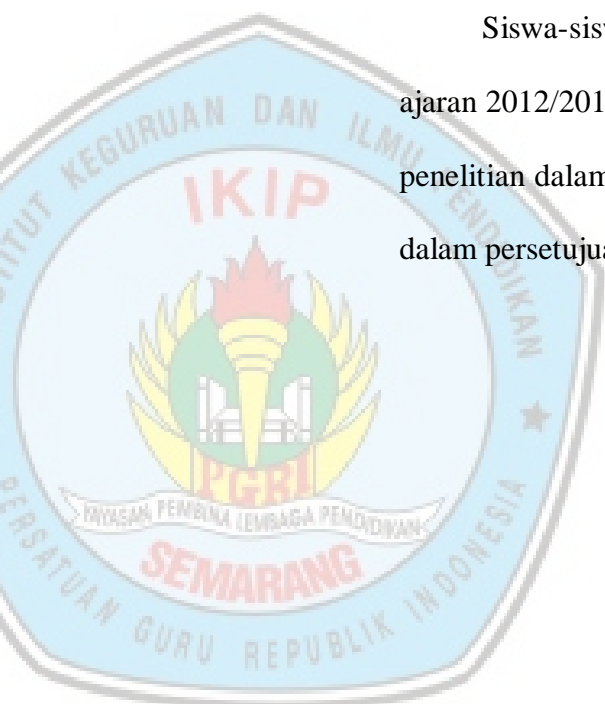 Siswa-sisw
ajaran 2012/201
penelitian dalam
dalam persetujua
INSTITUT KEGURUAN DAN ILMU PENDIDIKAN
IKIP
PGRI
YAYASAN PEMBINA LEMBAGA PENDIDIKAN
SEMARANG
PERSATUAN GURU REPUBLIK INDONESIA